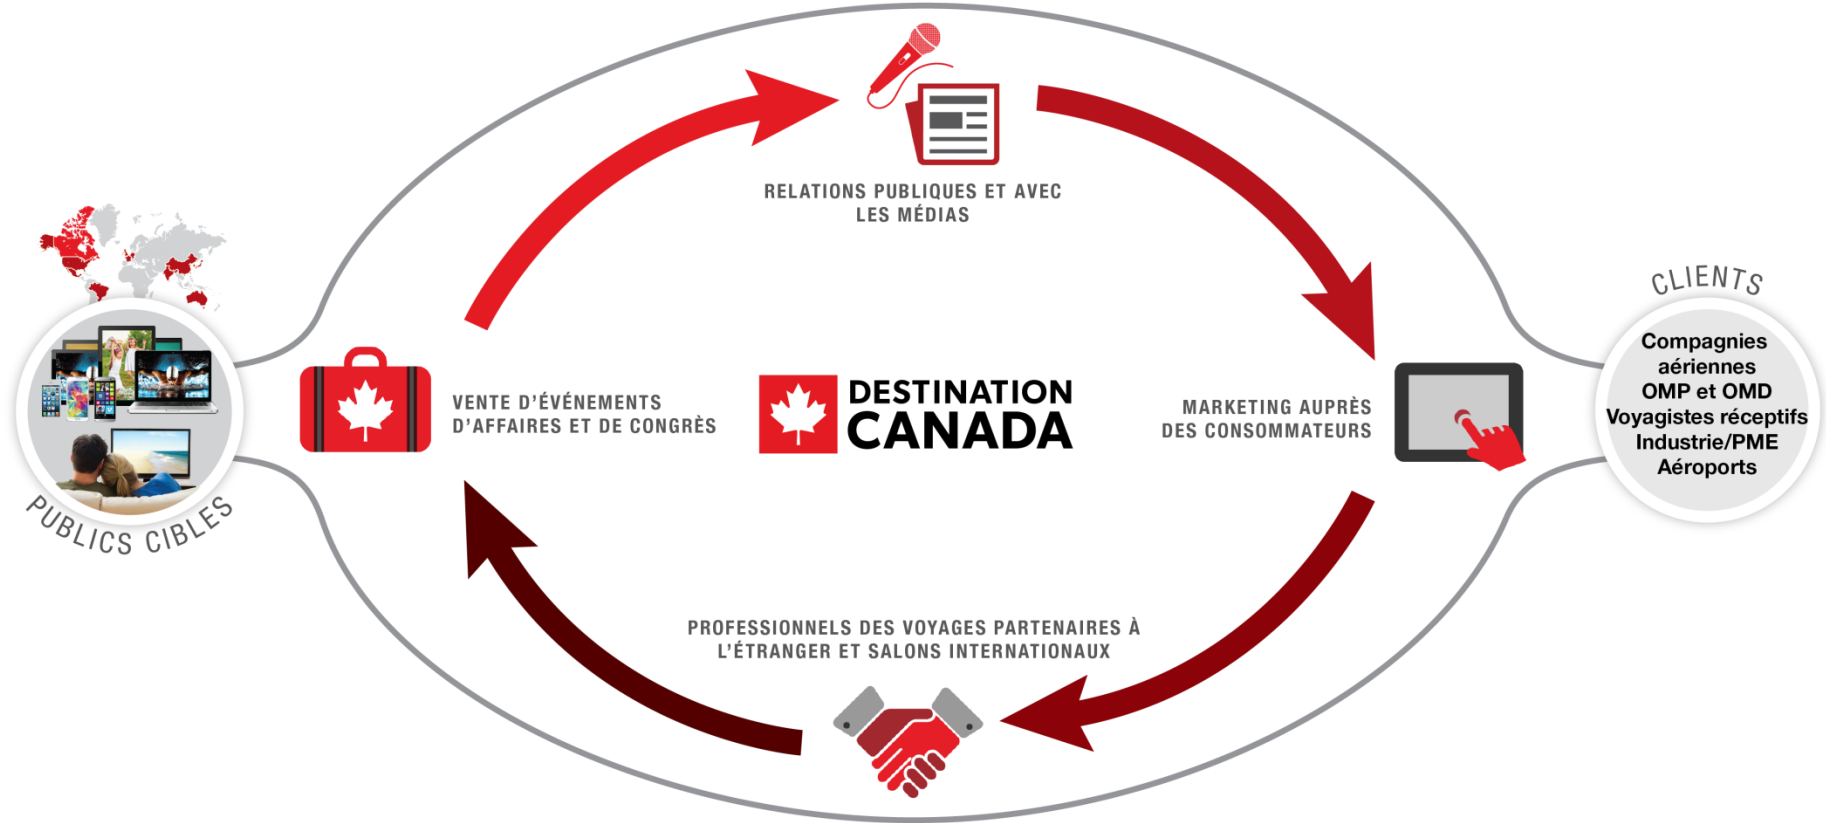 RELATIONS PUBLIQUES ET AVEC
LES MÉDIAS
PUBLICS CIBLES
VENTE D'ÉVÉNEMENTS
D'AFFAIRES ET DE CONGRÈS
DESTINATION
CANADA
MARKETING AUPRÈS
DES CONSOMMATEURS
CLIENTS
Compagnies
aériennes
OMP et OMD
Voyagistes réceptifs
Industrie/PME
Aéroports
PROFESSIONNELS DES VOYAGES PARTENAIRES À
L'ÉTRANGER ET SALONS INTERNATIONAUX